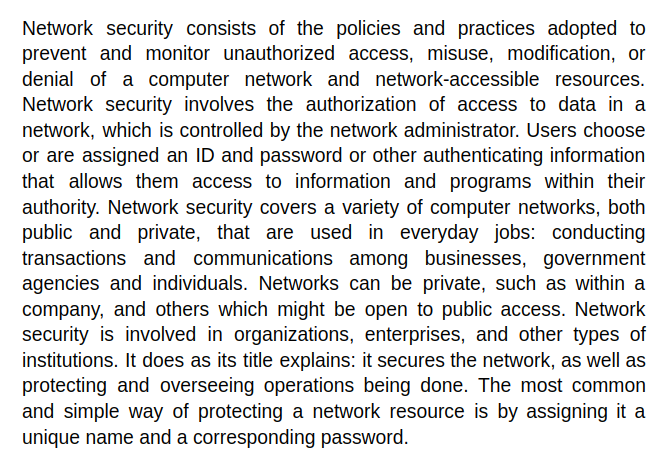 Network security consists of the policies and practices adopted to
prevent and monitor unauthorized access, misuse, modification, or
denial of a computer network and network-accessible resources.
Network security involves the authorization of access to data in a
network, which is controlled by the network administrator. Users choose
or are assigned an ID and password or other authenticating information
that allows them access to information and programs within their
authority. Network security covers a variety of computer networks, both
public and private, that are used in everyday jobs: conducting
transactions and communications among businesses, government
agencies and individuals. Networks can be private, such as within a
company, and others which might be open to public access. Network
security is involved in organizations, enterprises, and other types of
institutions. It does as its title explains: it secures the network, as well as
protecting and overseeing operations being done. The most common
and simple way of protecting a network resource is by assigning it a
unique name and a corresponding password.